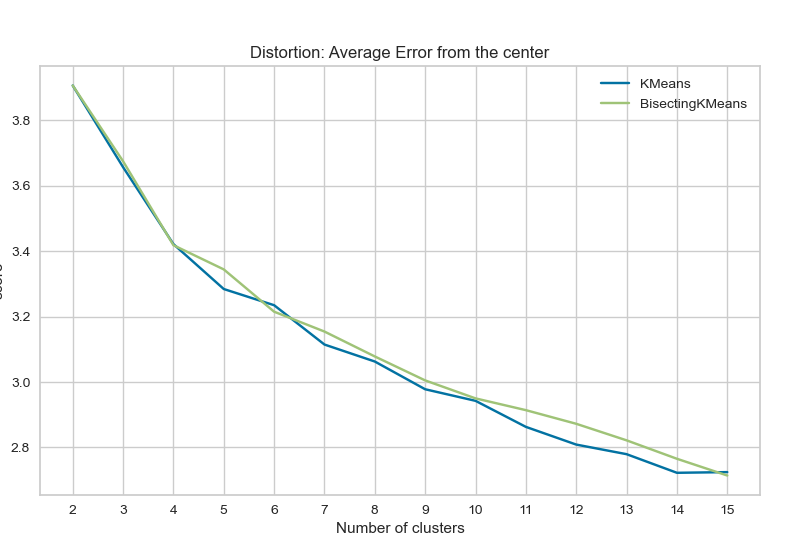 Distortion: Average Error from the center
KMeans
BisectingKMeans
3.8
3.6
3.4
3.2
3.0
2.8
2 3 4 5 6 7 8 9 10 11 12 13 14 15
Number of clusters